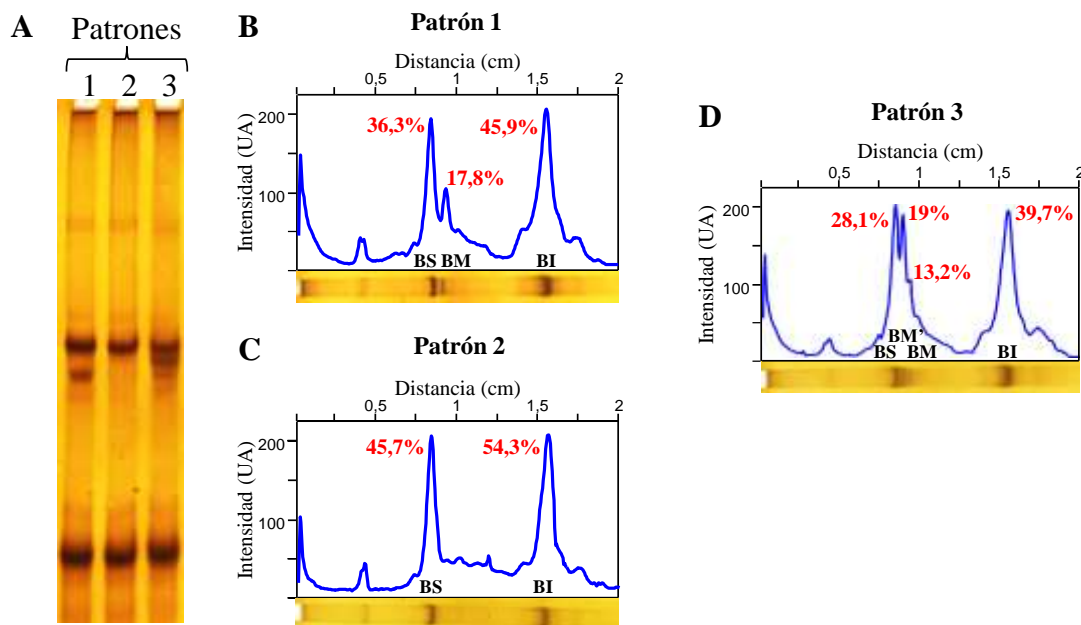 A
Patrones
1 2 3
B
Patrón 1
Distancia (cm)
0,5 1 1,5 2
Intensidad (UA)
200
100
36,3%
17,8%
45,9%
BS BM BI
C
Patrón 2
Distancia (cm)
0,5 1 1,5 2
Intensidad (UA)
200
100
45,7%
54,3%
BS BI
D
Patrón 3
Distancia (cm)
0,5 1 1,5 2
Intensidad (UA)
200
100
28,1%
19%
13,2%
39,7%
BM'
BS BM BI